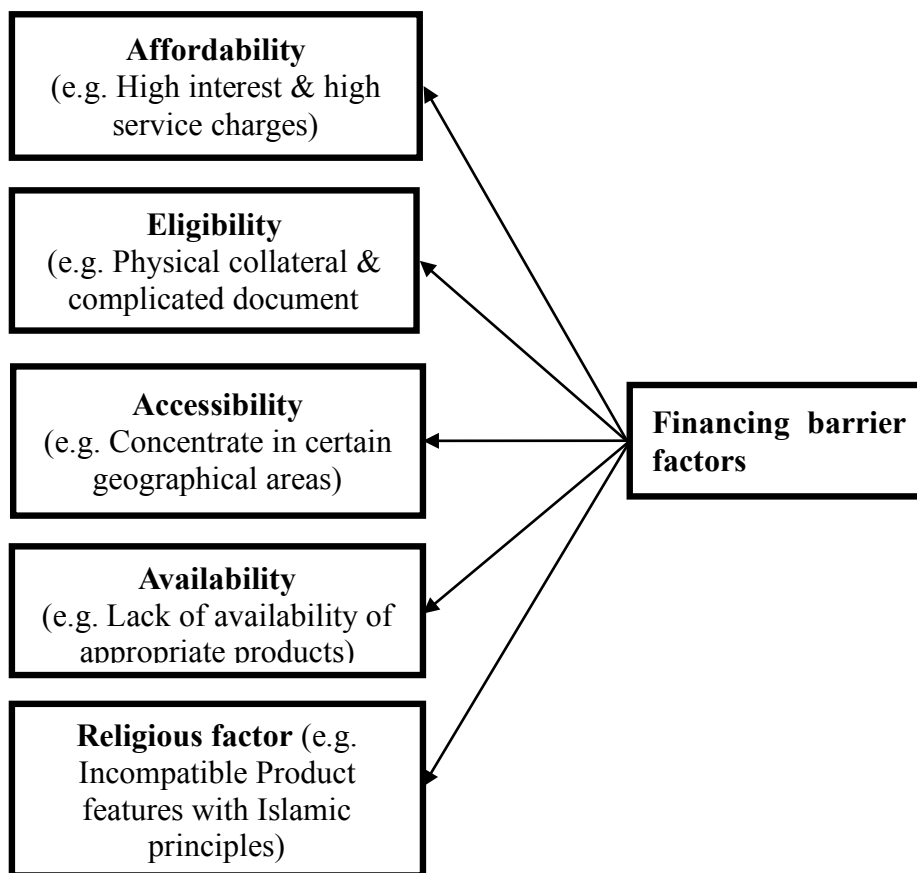 Affordability
(e.g. High interest & high
service charges)
Eligibility
(e.g. Physical collateral &
complicated document
Accessibility
(e.g. Concentrate in certain
geographical areas)
Availability
(e.g. Lack of availability of
appropriate products)
Religious factor (e.g.
Incompatible Product
features with Islamic
principles)
Financing barrier
factors